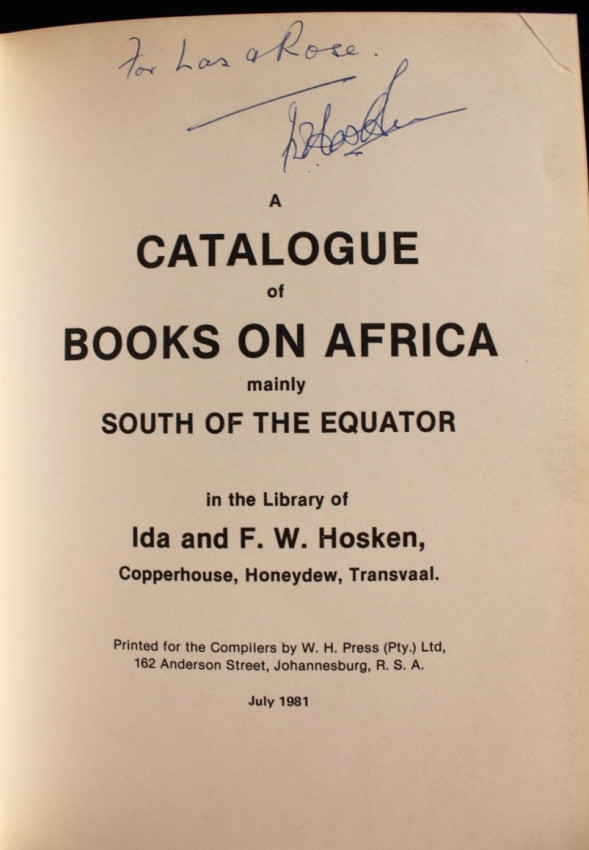 For Las & Rose.
Hosken
A
CATALOGUE
of
BOOKS ON AFRICA
mainly
SOUTH OF THE EQUATOR
in the Library of
Ida and F. W. Hosken,
Copperhouse, Honeydew, Transvaal.
Printed for the Compilers by W. H. Press (Pty.) Ltd,
162 Anderson Street, Johannesburg, R. S. A.
July 1981